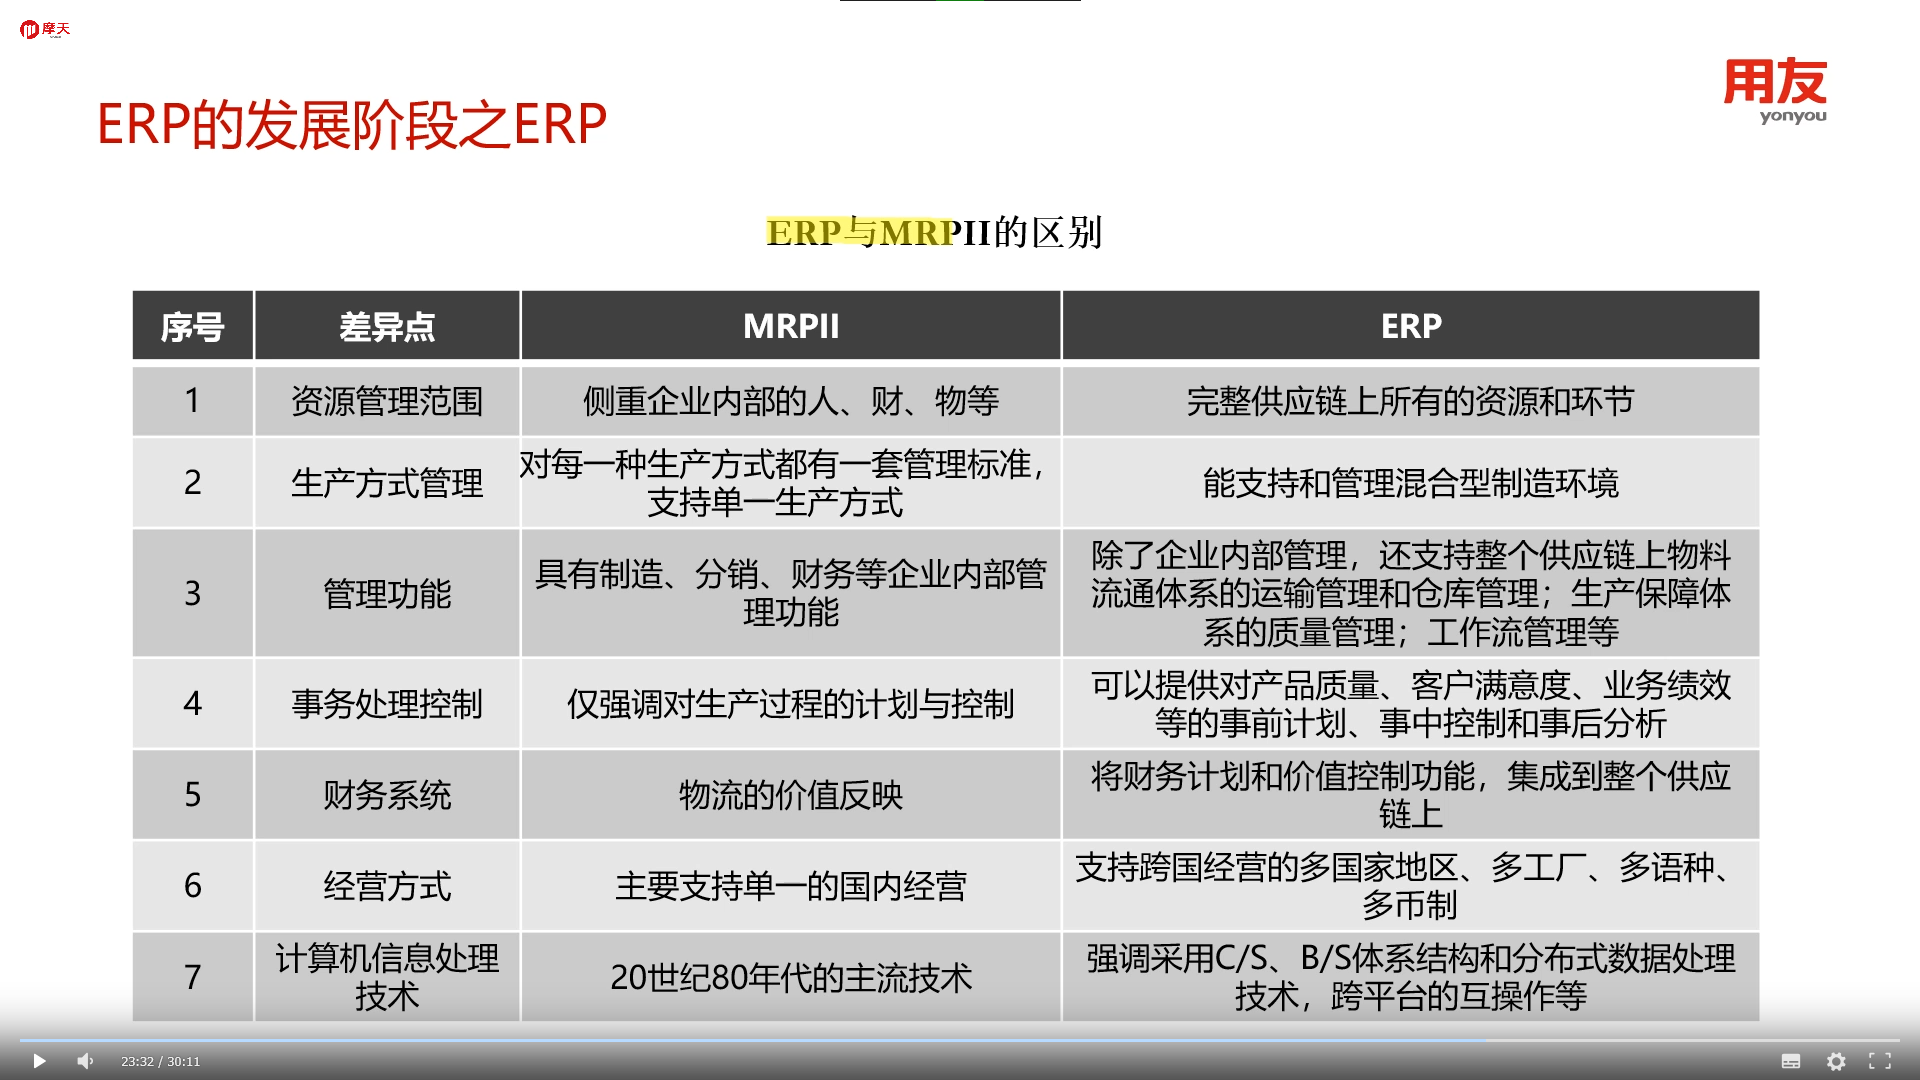 摩天
用友
yonyou
ERP的发展阶段之ERP
ERP与MRPII的区别
序号 差异点 MRPII ERP
1 资源管理范围 侧重企业内部的人、财、物等 完整供应链上所有的资源和环节
2 生产方式管理 对每一种生产方式都有一套管理标准，
支持单一生产方式
能支持和管理混合型制造环境
3 管理功能 具有制造、分销、财务等企业内部管
理功能
除了企业内部管理，还支持整个供应链上物料
流通体系的运输管理和仓库管理；生产保障体
系的质量管理；工作流管理等
4 事务处理控制 仅强调对生产过程的计划与控制
可以提供对产品质量、客户满意度、业务绩效
等的事前计划、事中控制和事后分析
5 财务系统 物流的价值反映
将财务计划和价值控制功能，集成到整个供应
链上
6 经营方式 主要支持单一的国内经营
支持跨国经营的多国家地区、多工厂、多语种、
多币制
7 计算机信息处理
技术
20世纪80年代的主流技术
强调采用C/S、B/S体系结构和分布式数据处理
技术，跨平台的互操作等
23:32 / 30:11